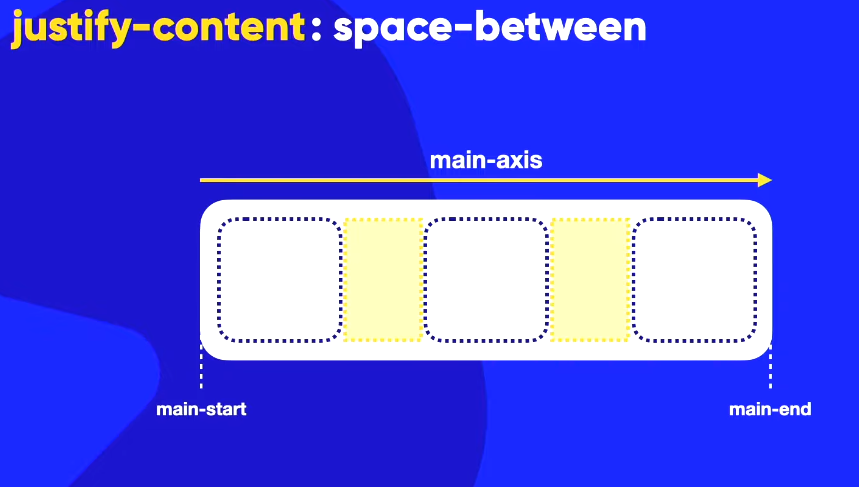 justify-content: space-between
main-axis
main-start
main-end